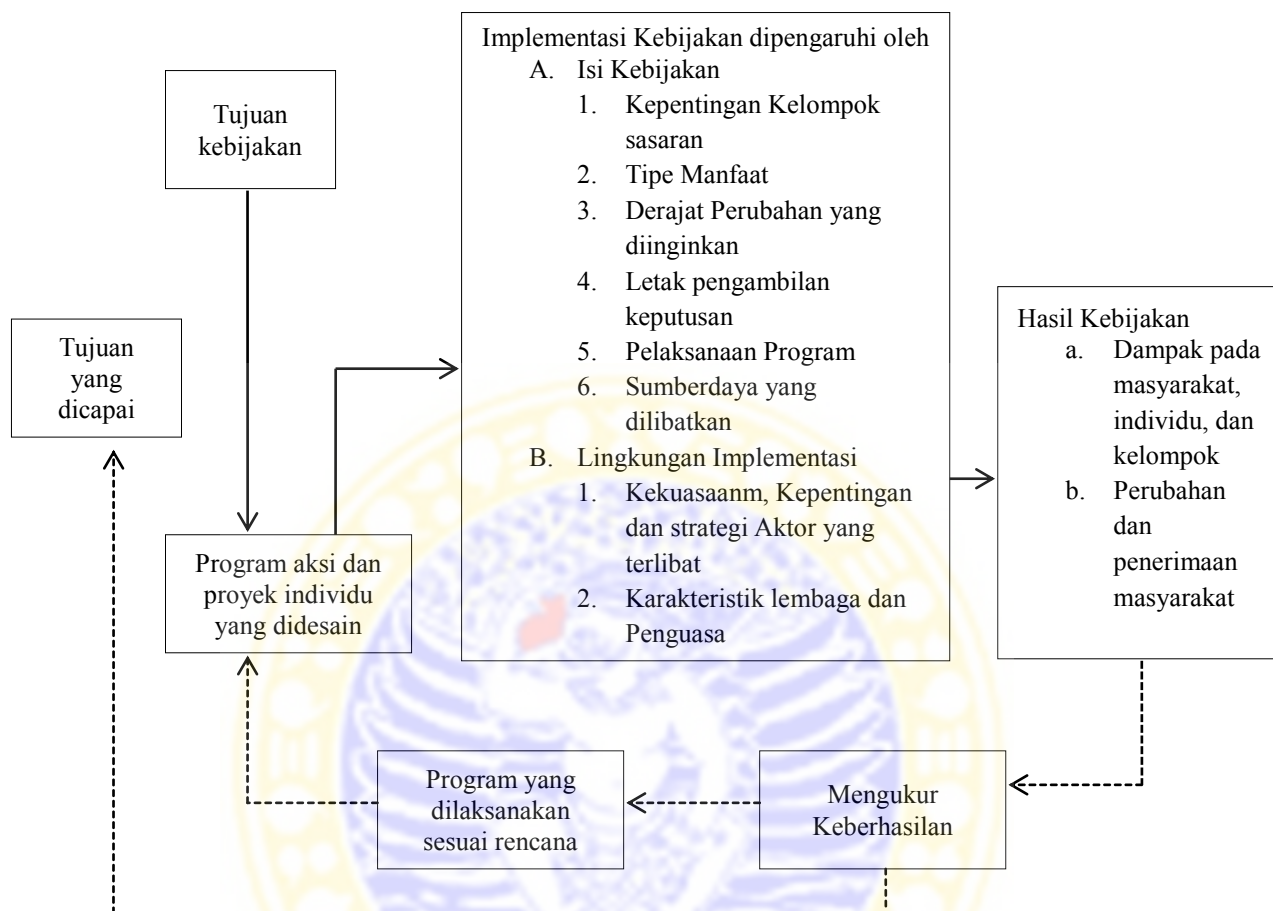 Tujuan
kebijakan
Implementasi Kebijakan dipengaruhi oleh
A. Isi Kebijakan
1. Kepentingan Kelompok
sasaran
2. Tipe Manfaat
3. Derajat Perubahan yang
diinginkan
4. Letak pengambilan
keputusan
5. Pelaksanaan Program
6. Sumberdaya yang
dilibatkan
B. Lingkungan Implementasi
1. Kekuasaanm, Kepentingan
dan strategi Aktor yang
terlibat
2. Karakteristik lembaga dan
Penguasa
Hasil Kebijakan
a. Dampak pada
masyarakat,
individu, dan
kelompok
b. Perubahan
dan
penerimaan
masyarakat
Tujuan
yang
dicapai
Program aksi dan
proyek individu
yang didesain
Program yang
dilaksanakan
sesuai rencana
Mengukur
Keberhasilan